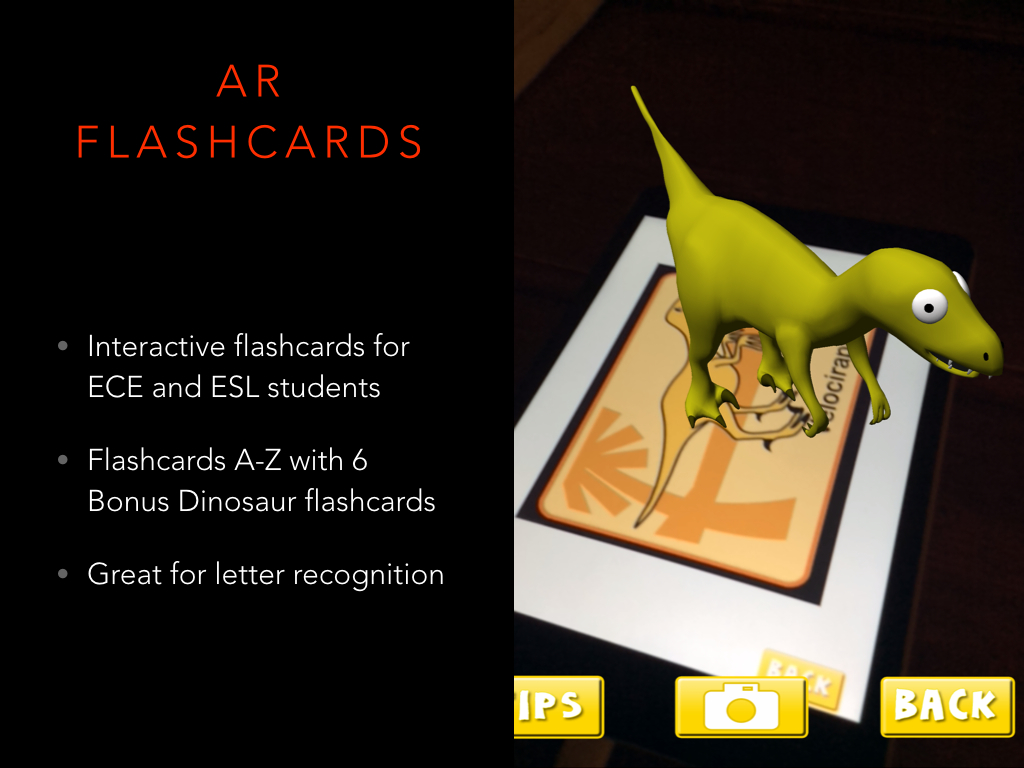 AR
FLASHCARDS
• Interactive flashcards for
ECE and ESL students
• Flashcards A-Z with 6
Bonus Dinosaur flashcards
• Great for letter recognition
BACK
BACK